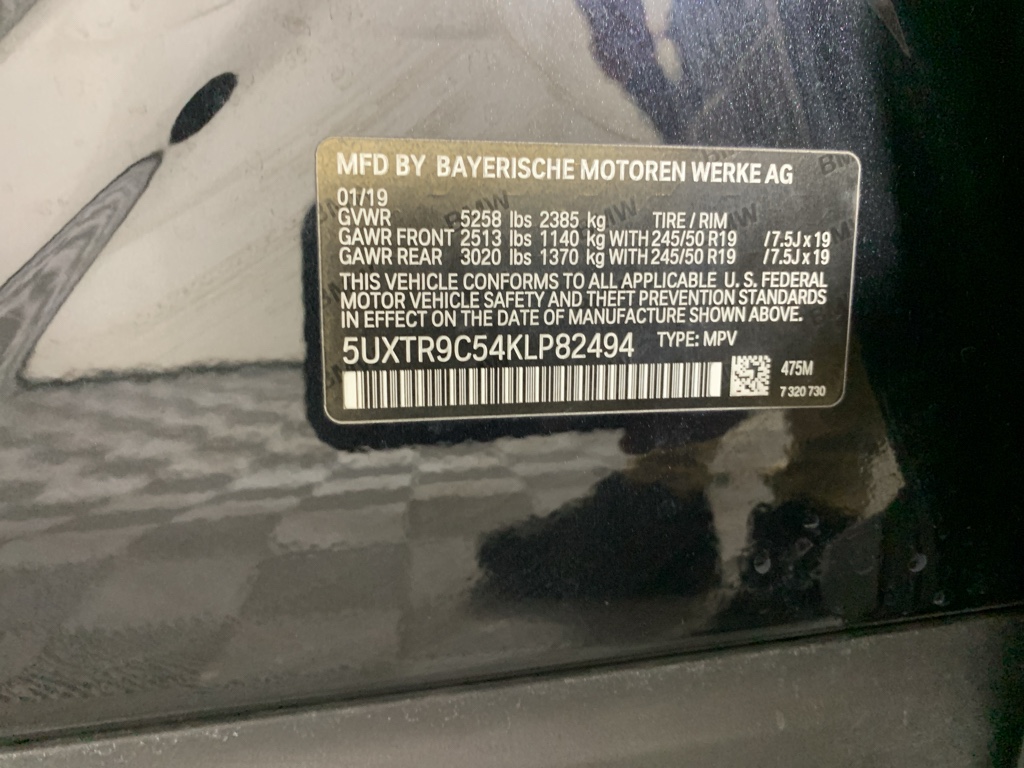 MFD BY BAYERISCHE MOTOREN WERKE AG
01/19
GVWR 5258 lbs 2385 kg TIRE / RIM
GAWR FRONT 2513 lbs 1140 kg WITH 245/50 R19 /7.5J x 19
GAWR REAR 3020 lbs 1370 kg WITH 245/50 R19 /7.5J x 19
THIS VEHICLE CONFORMS TO ALL APPLICABLE U. S. FEDERAL
MOTOR VEHICLE SAFETY AND THEFT PREVENTION STANDARDS
IN EFFECT ON THE DATE OF MANUFACTURE SHOWN ABOVE.
5UXTR9C54KLP82494 TYPE: MPV
475M
7 320 730